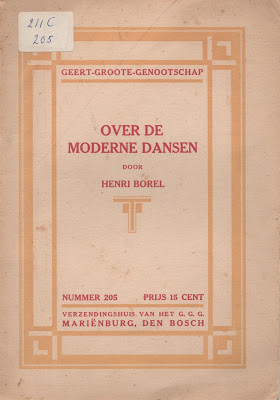 211 C
205
GEERT-GROOTE-GENOOTSCHAP
OVER DE
MODERNE DANSEN
DOOR
HENRI BOREL
NUMMER 205 PRIJS 15 CENT
VERZENDINGSHUIS VAN HET G. G. G.
MARIËNBURG, DEN BOSCH